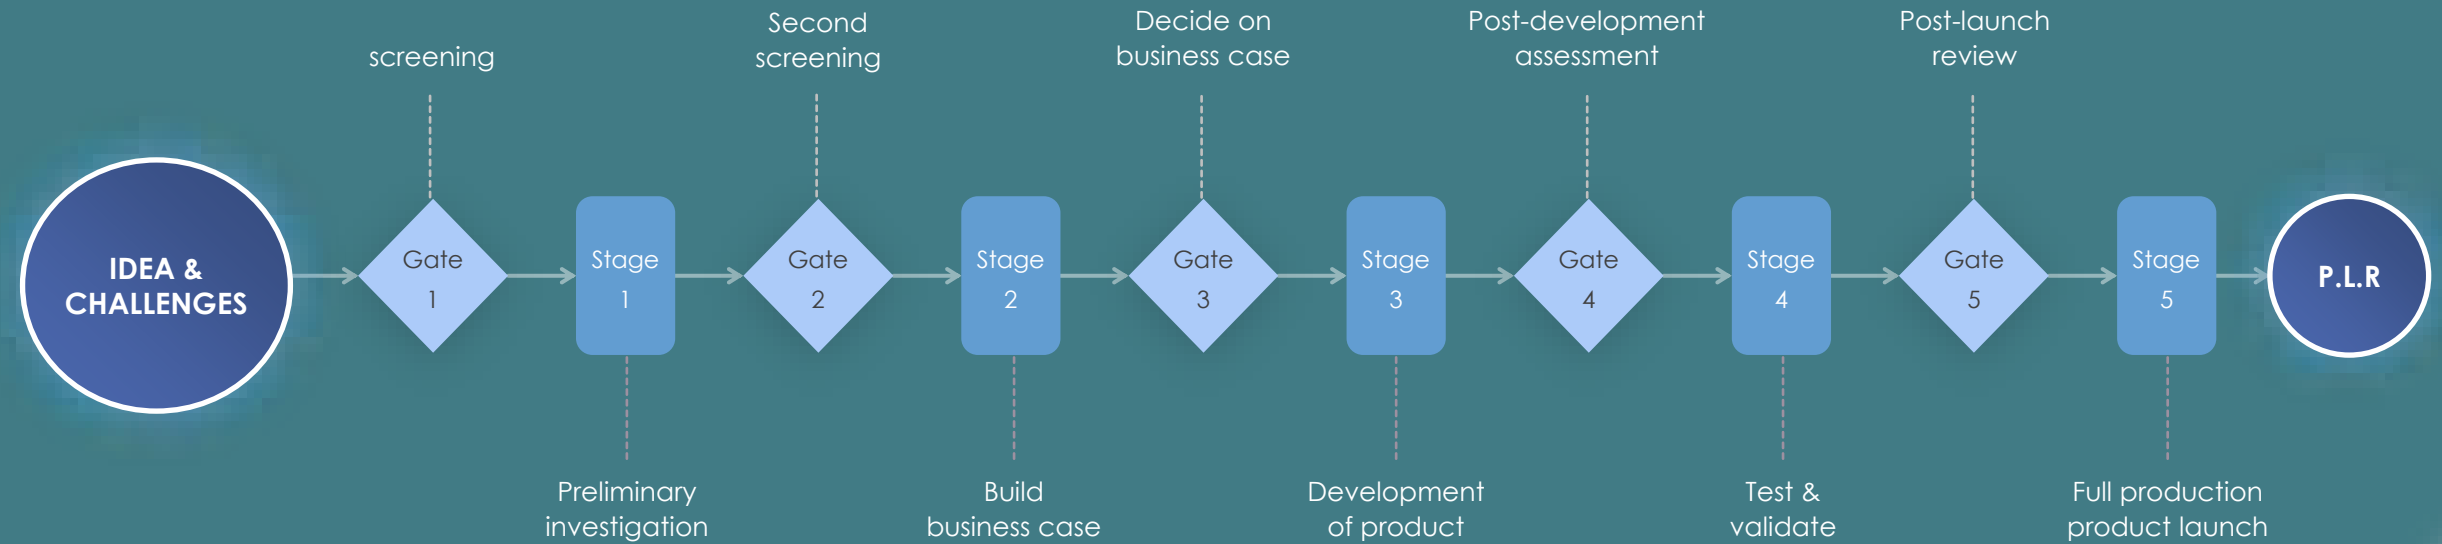 screening
Second
screening
Decide on
business case
Post-development
assessment
Post-launch
review
IDEA &
CHALLENGES
Gate
1
Stage
1
Gate
2
Stage
2
Gate
3
Stage
3
Gate
4
Stage
4
Gate
5
Stage
5
P.L.R
Preliminary
investigation
Build
business case
Development
of product
Test &
validate
Full production
product launch